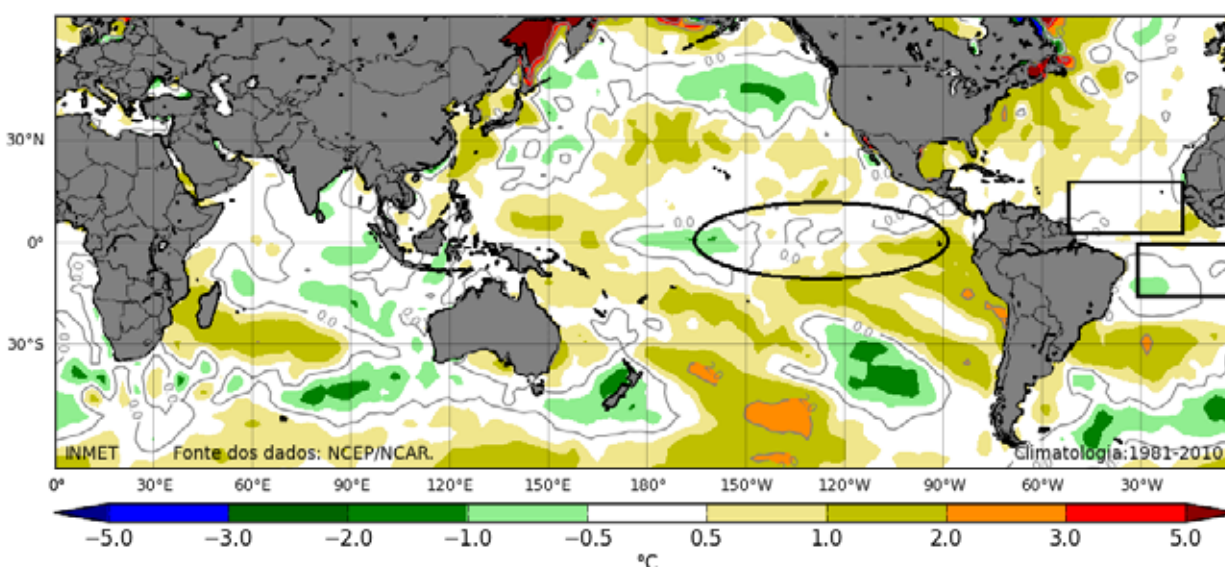 30°N
0°
30°S
INMET Fonte dos dados: NCEP/NCAR. Climatologia:1981-2010
0° 30°E 60°E 90°E 120°E 150°E 180° 150°W 120°W 90°W 60°W 30°W
−5.0 −3.0 −2.0 −1.0 −0.5 0.5 1.0 2.0 3.0 5.0
°C